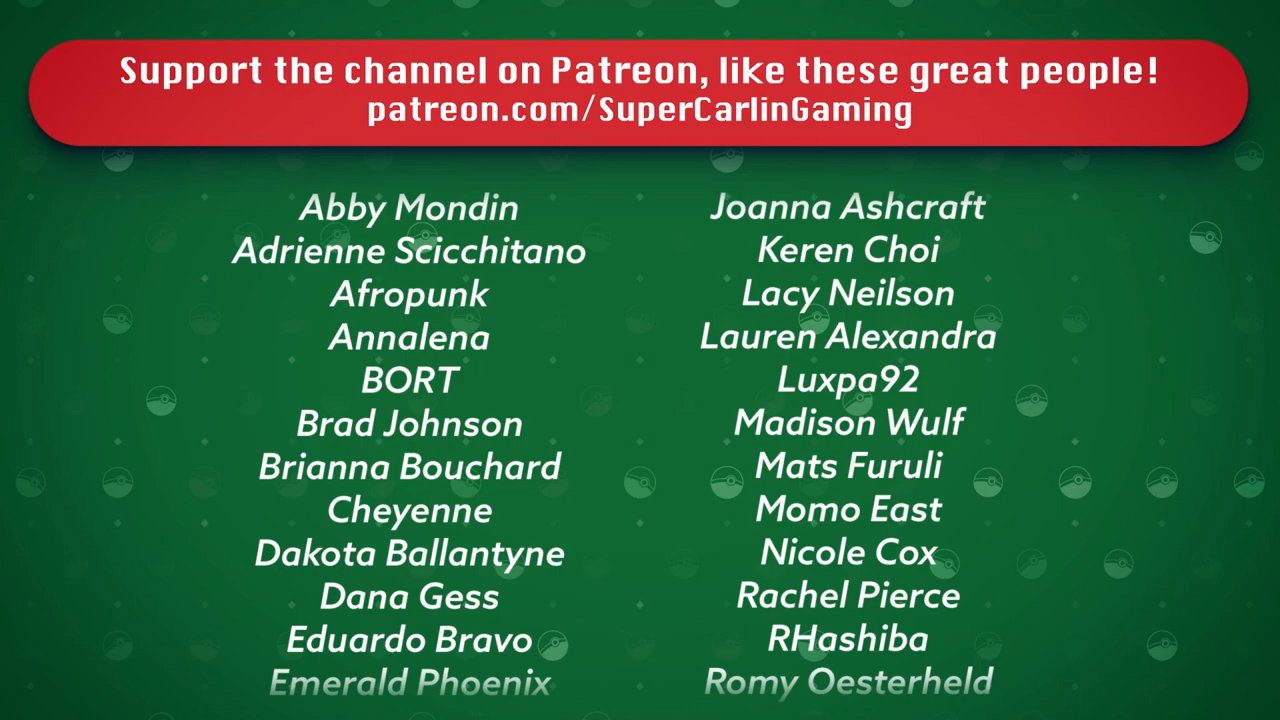 Support the channel on Patreon, like these great people!
patreon.com/SuperCarlinGaming
Abby Mondin
Adrienne Scicchitano
Afropunk
Annalena
BORT
Brad Johnson
Brianna Bouchard
Cheyenne
Dakota Ballantyne
Dana Gess
Eduardo Bravo
Emerald Phoenix
Joanna Ashcraft
Keren Choi
Lacy Neilson
Lauren Alexandra
Luxpa92
Madison Wulf
Mats Furuli
Momo East
Nicole Cox
Rachel Pierce
RHashiba
Romy Oesterheld